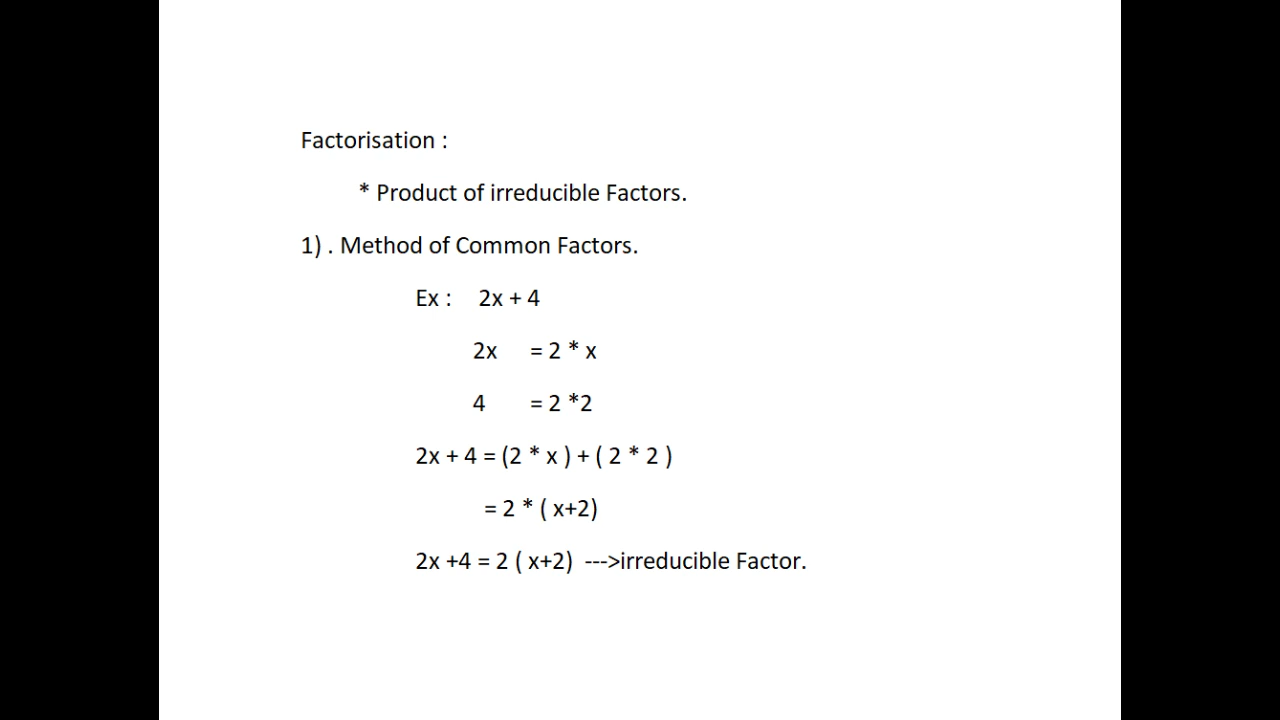 Factorisation :
* Product of irreducible Factors.
1) . Method of Common Factors.
Ex : 2x + 4
2x = 2 * x
4 = 2 *2
2x + 4 = (2 * x ) + ( 2 * 2 )
= 2 * ( x+2)
2x +4 = 2 ( x+2) --->irreducible Factor.